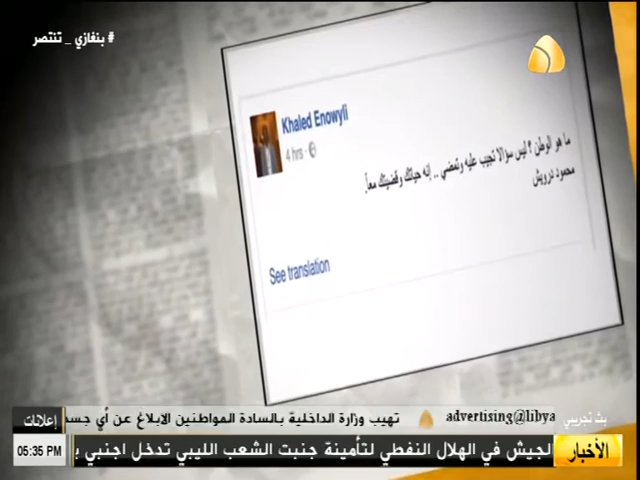 # بنغازي _ تنتصر
Khaled Enowyli
4 hrs ·
ما هو الوطن ؟ ليس سؤالا تجيب عليه وتمضي .. إنه حياتك وقضيتك معاً.
محمود درويش
See translation
بث تجريبي
advertising@libya
تهيب وزارة الداخلية بالسادة المواطنين الابلاغ عن أي جسد
إعلانات
الأخبار
لجيش في الهلال النفطي لتأمينة جنبت الشعب الليبي تدخل اجنبي ب
05:35 PM